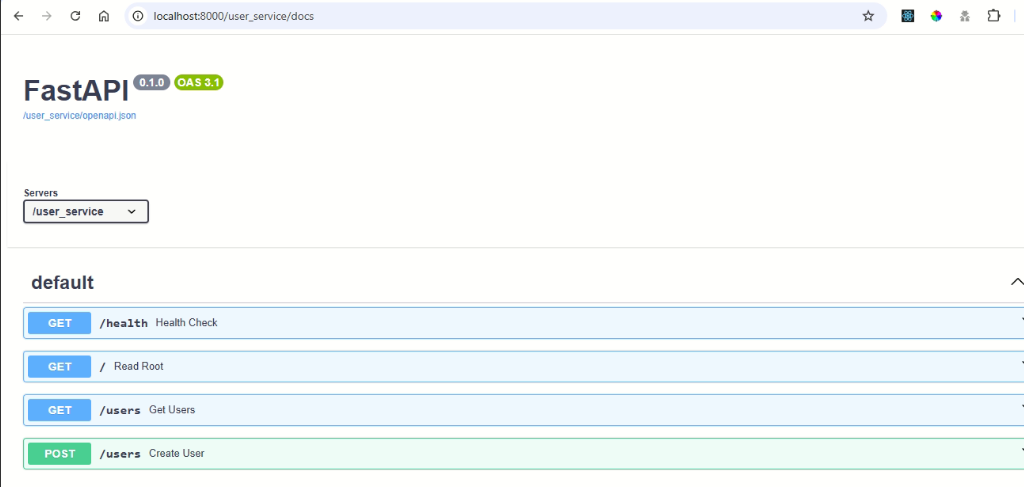 localhost:8000/user_service/docs
FastAPI 0.1.0 OAS 3.1
/user_service/openapi.json
Servers
/user_service
default
GET /health Health Check
GET / Read Root
GET /users Get Users
POST /users Create User